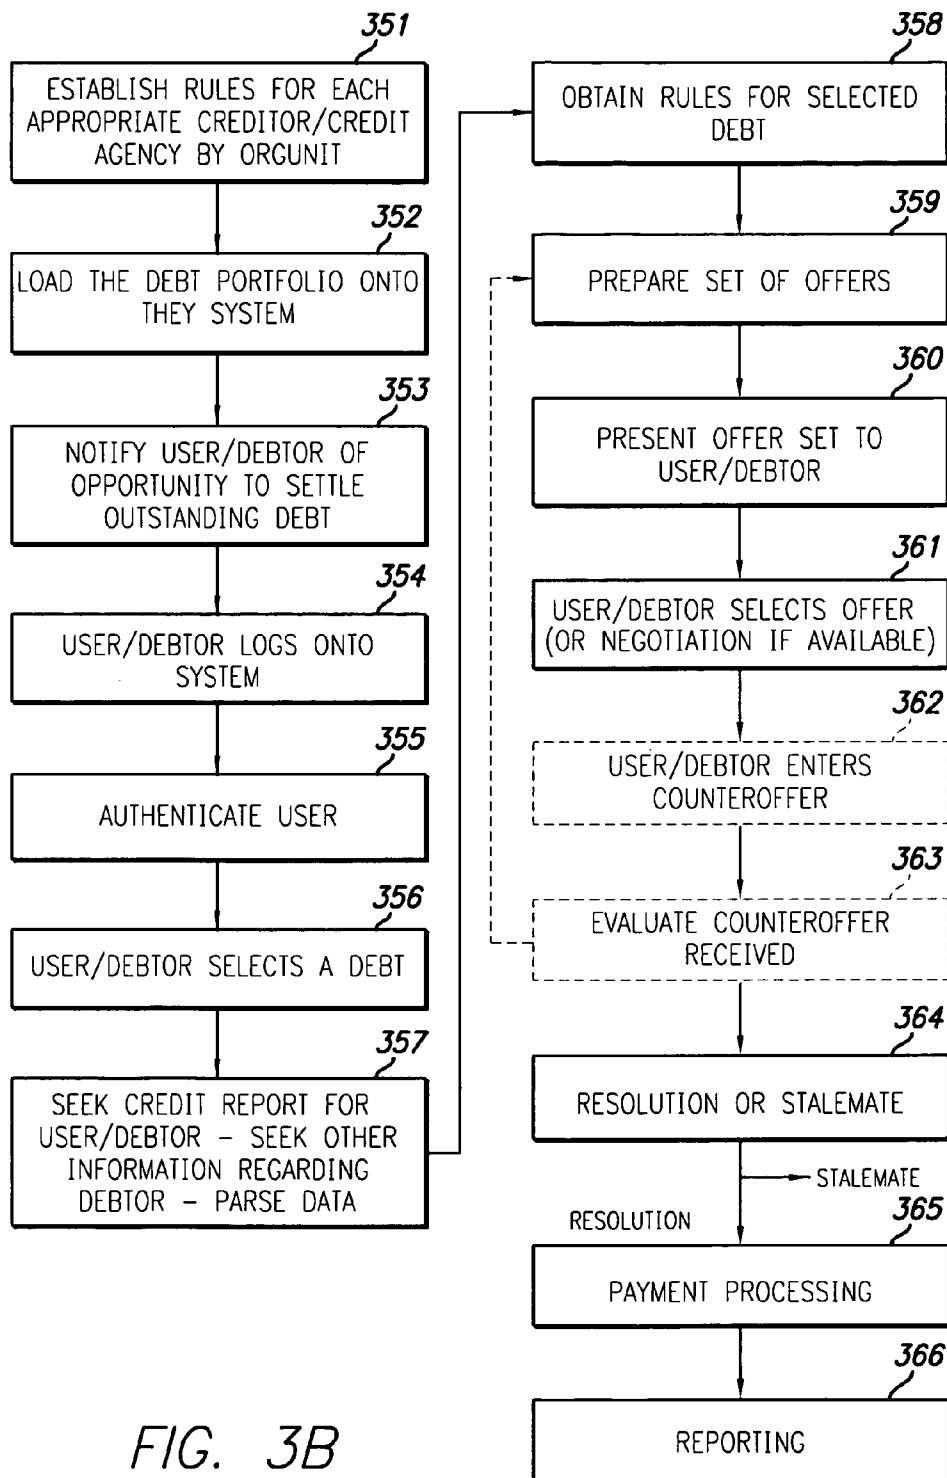 351
ESTABLISH RULES FOR EACH
APPROPRIATE CREDITOR/CREDIT
AGENCY BY ORGUNIT
352
LOAD THE DEBT PORTFOLIO ONTO
THEY SYSTEM
353
NOTIFY USER/DEBTOR OF
OPPORTUNITY TO SETTLE
OUTSTANDING DEBT
354
USER/DEBTOR LOGS ONTO
SYSTEM
355
AUTHENTICATE USER
356
USER/DEBTOR SELECTS A DEBT
357
SEEK CREDIT REPORT FOR
USER/DEBTOR – SEEK OTHER
INFORMATION REGARDING
DEBTOR – PARSE DATA
358
OBTAIN RULES FOR SELECTED
DEBT
359
PREPARE SET OF OFFERS
360
PRESENT OFFER SET TO
USER/DEBTOR
361
USER/DEBTOR SELECTS OFFER
(OR NEGOTIATION IF AVAILABLE)
362
USER/DEBTOR ENTERS
COUNTEROFFER
363
EVALUATE COUNTEROFFER
RECEIVED
364
RESOLUTION OR STALEMATE
STALEMATE
RESOLUTION
365
PAYMENT PROCESSING
366
REPORTING
FIG. 3B